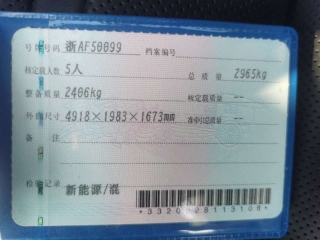 号牌号码 浙AF50099 档案编号
核定载人数 5人 总质量 2965kg
整备质量 2406kg 核定载质量 --
外廓尺寸 4918×1983×1673mm 准牵引总质量 --
备注
检验记录
新能源/混